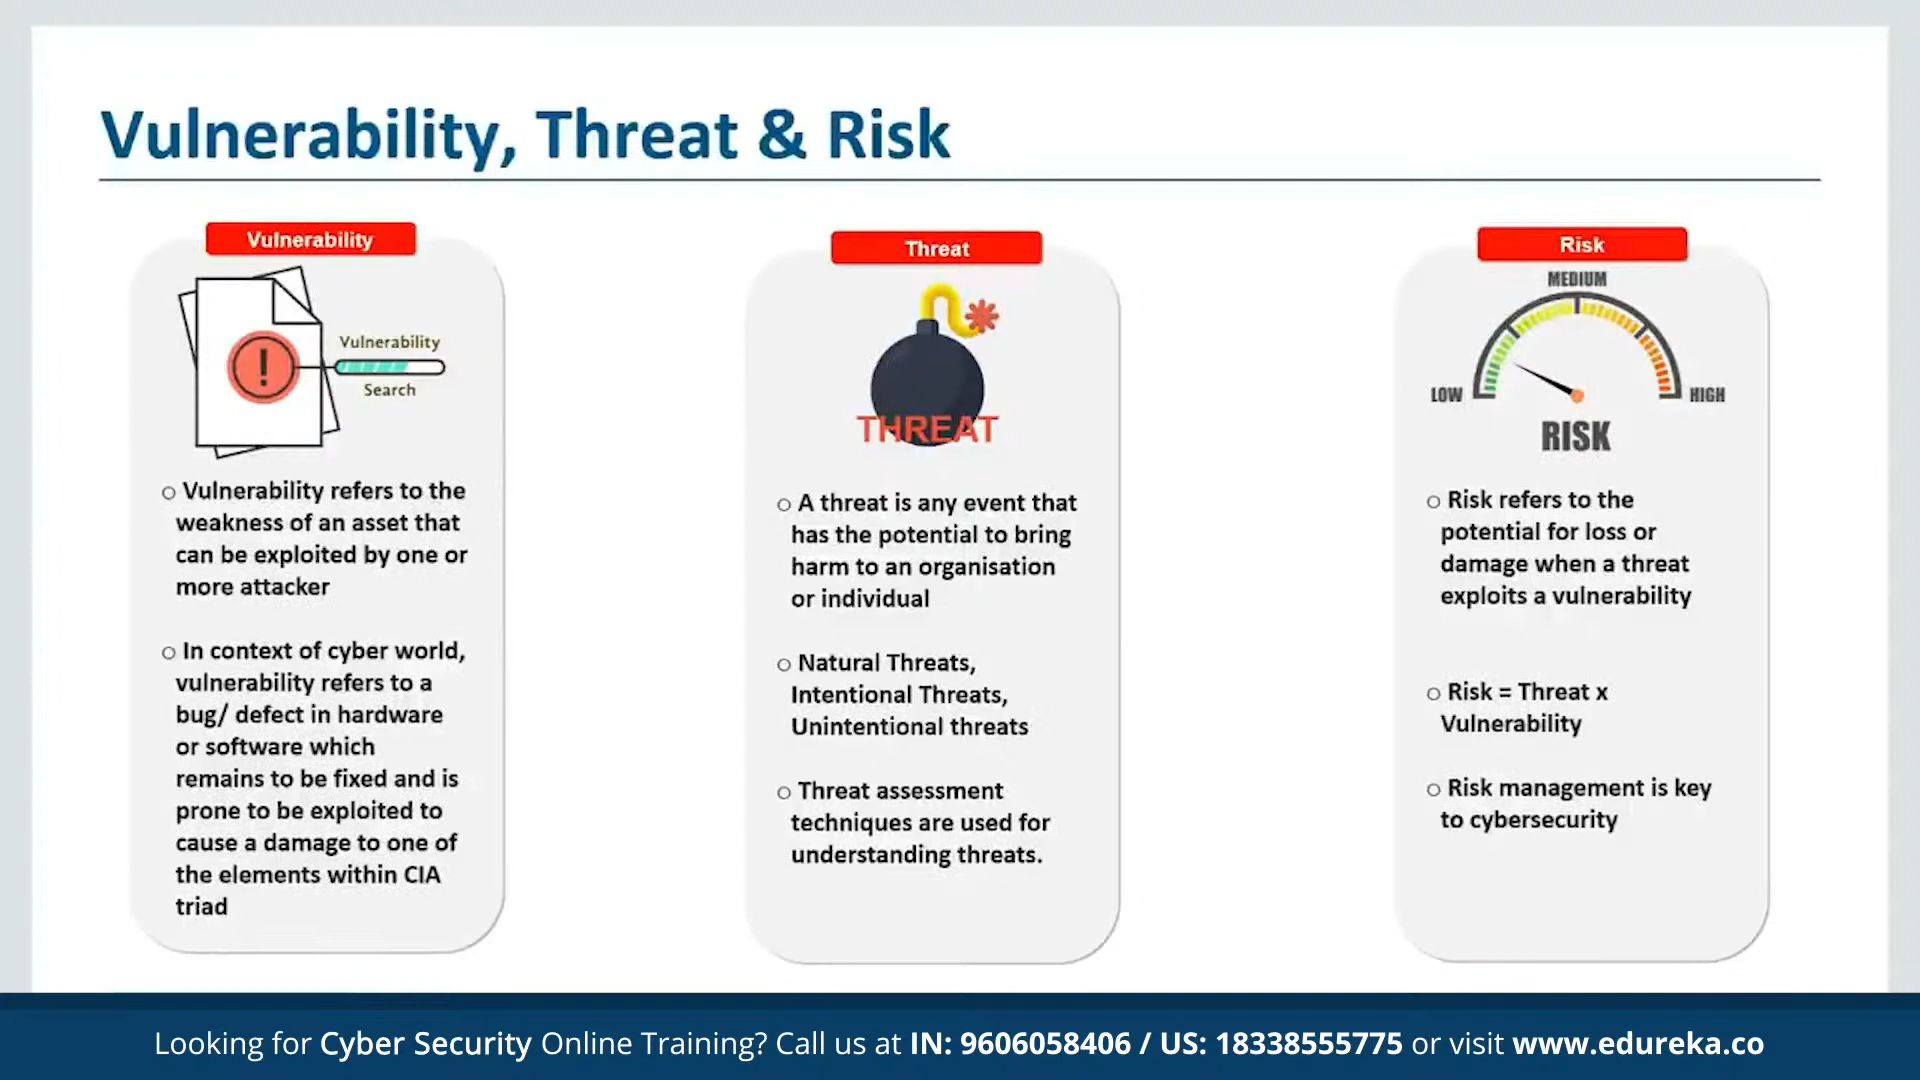 Vulnerability, Threat & Risk
Vulnerability
Vulnerability
Search
○ Vulnerability refers to the
weakness of an asset that
can be exploited by one or
more attacker
○ In context of cyber world,
vulnerability refers to a
bug/ defect in hardware
or software which
remains to be fixed and is
prone to be exploited to
cause a damage to one of
the elements within CIA
triad
Threat
THREAT
○ A threat is any event that
has the potential to bring
harm to an organisation
or individual
○ Natural Threats,
Intentional Threats,
Unintentional threats
○ Threat assessment
techniques are used for
understanding threats.
Risk
MEDIUM
LOW
HIGH
RISK
○ Risk refers to the
potential for loss or
damage when a threat
exploits a vulnerability
○ Risk = Threat x
Vulnerability
○ Risk management is key
to cybersecurity
Looking for Cyber Security Online Training? Call us at IN: 9606058406 / US: 18338555775 or visit www.edureka.co